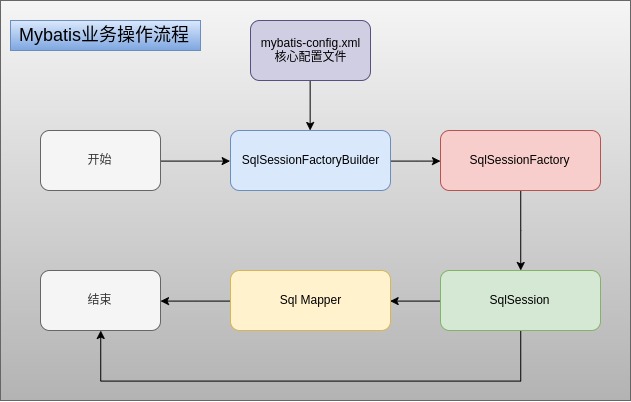 Mybatis业务操作流程
mybatis-config.xml
核心配置文件
开始
SqlSessionFactoryBuilder
SqlSessionFactory
结束
Sql Mapper
SqlSession